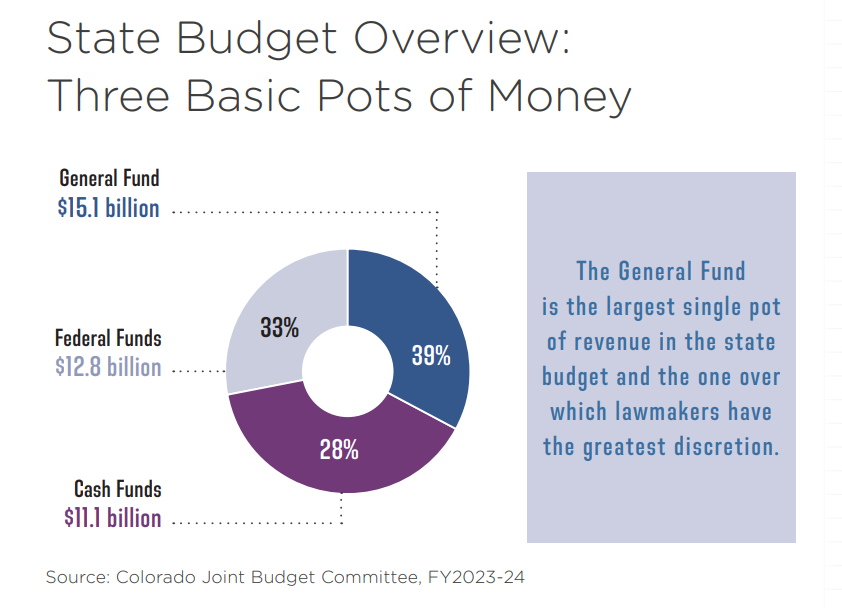 State Budget Overview:
Three Basic Pots of Money
General Fund
$15.1 billion
Federal Funds
$12.8 billion
33%
39%
28%
Cash Funds
$11.1 billion
The General Fund
is the largest single pot
of revenue in the state
budget and the one over
which lawmakers have
the greatest discretion.
Source: Colorado Joint Budget Committee, FY2023-24